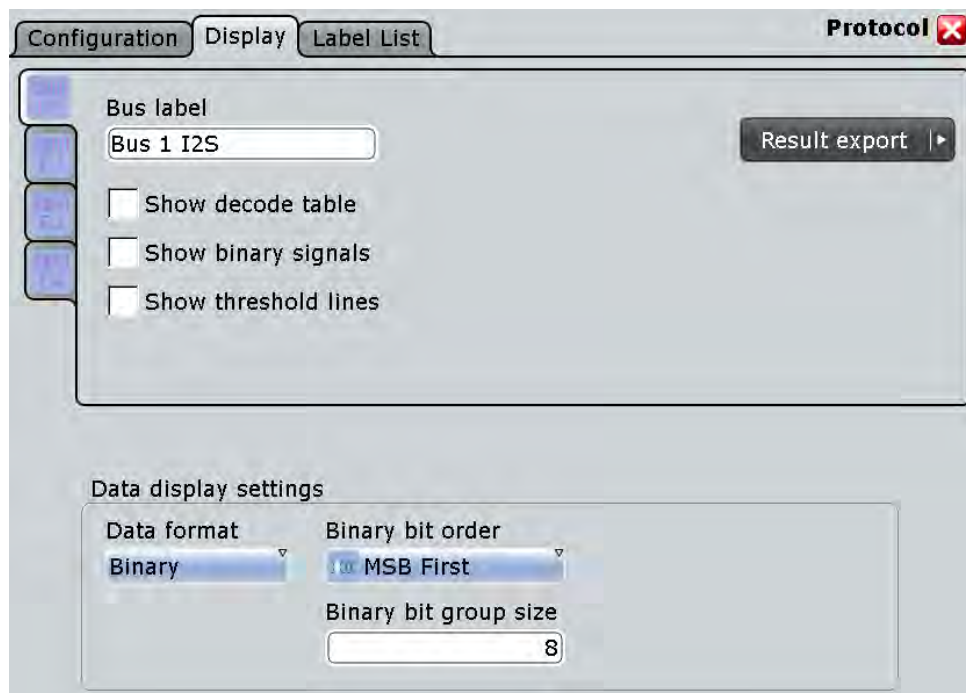 Configuration Display Label List Protocol
Bus label
Bus 1 I2S
Result export
Show decode table
Show binary signals
Show threshold lines
Data display settings
Data format Binary bit order
Binary MSB First
Binary bit group size
8